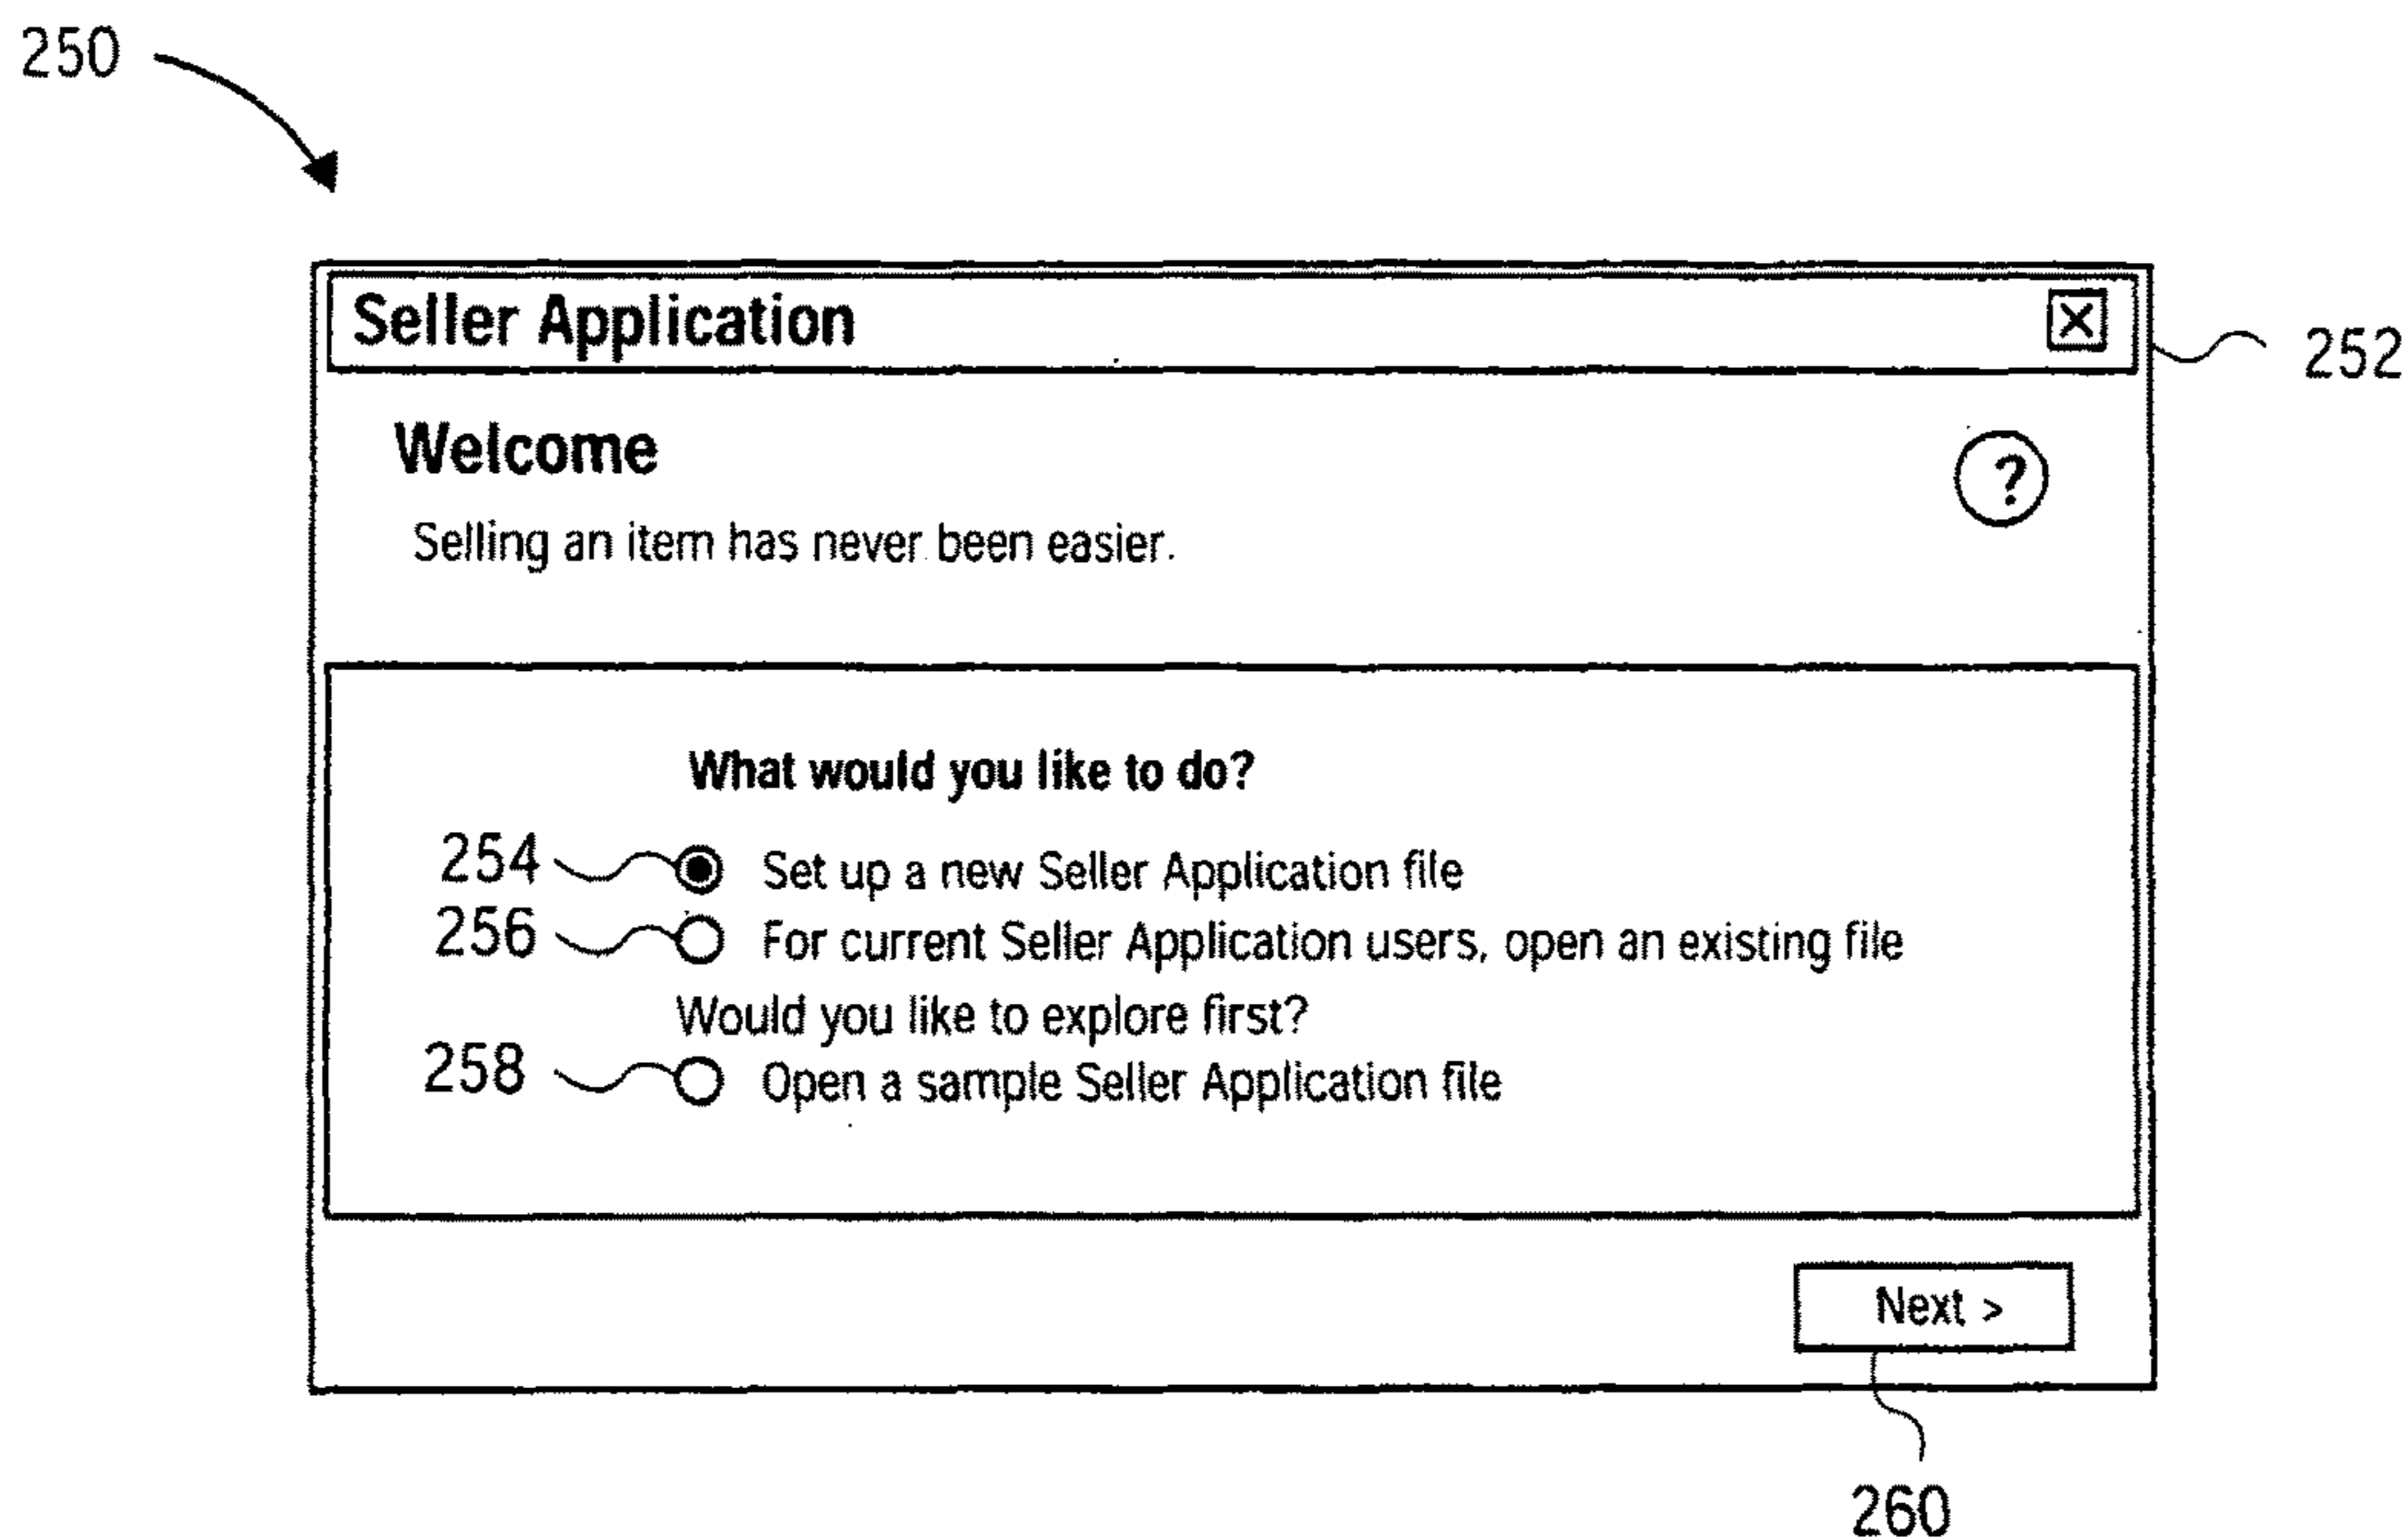 250
Seller Application X
252
Welcome ?
Selling an item has never been easier.
What would you like to do?
254 Set up a new Seller Application file
256 For current Seller Application users, open an existing file
Would you like to explore first?
258 Open a sample Seller Application file
Next >
260